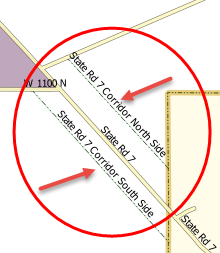 State Rd 7 Corridor North Side
W 1100 N
State Rd 7
State Rd 7 Corridor South Side
State Rd 7